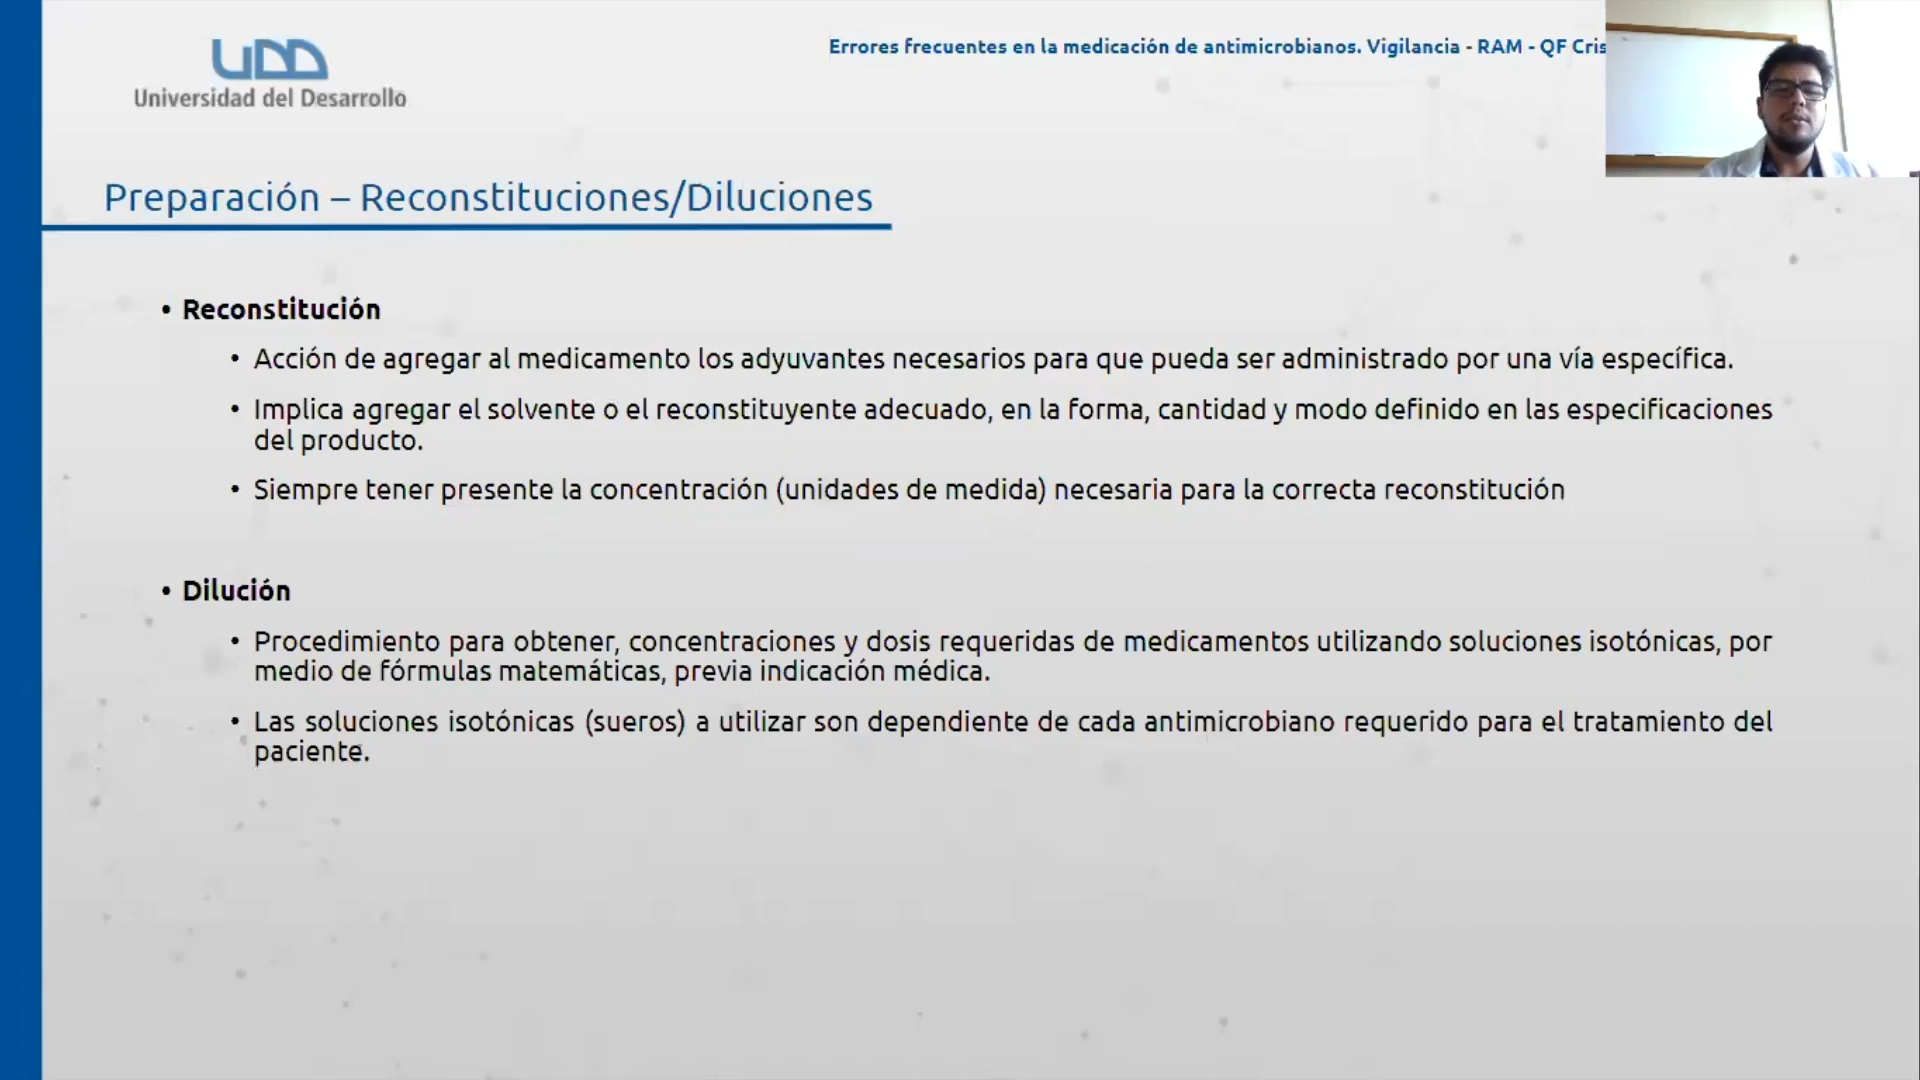 UDD
Universidad del Desarrollo
Errores frecuentes en la medicación de antimicrobianos. Vigilancia - RAM - QF Cris
Preparación – Reconstituciones/Diluciones
• Reconstitución
• Acción de agregar al medicamento los adyuvantes necesarios para que pueda ser administrado por una vía específica.
• Implica agregar el solvente o el reconstituyente adecuado, en la forma, cantidad y modo definido en las especificaciones
del producto.
• Siempre tener presente la concentración (unidades de medida) necesaria para la correcta reconstitución
• Dilución
• Procedimiento para obtener, concentraciones y dosis requeridas de medicamentos utilizando soluciones isotónicas, por
medio de fórmulas matemáticas, previa indicación médica.
• Las soluciones isotónicas (sueros) a utilizar son dependiente de cada antimicrobiano requerido para el tratamiento del
paciente.